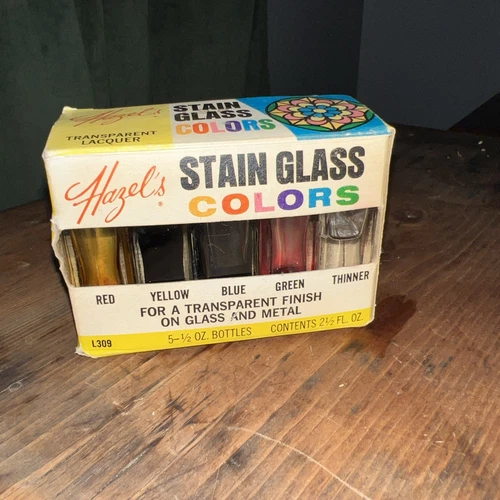 Hazel's
TRANSPARENT
LACQUER
STAIN
GLASS
COLORS
Hazel's ®
STAIN GLASS
COLORS
RED YELLOW BLUE GREEN THINNER
FOR A TRANSPARENT FINISH
ON GLASS AND METAL
L309 5-½ OZ. BOTTLES CONTENTS 2½ FL. OZ.